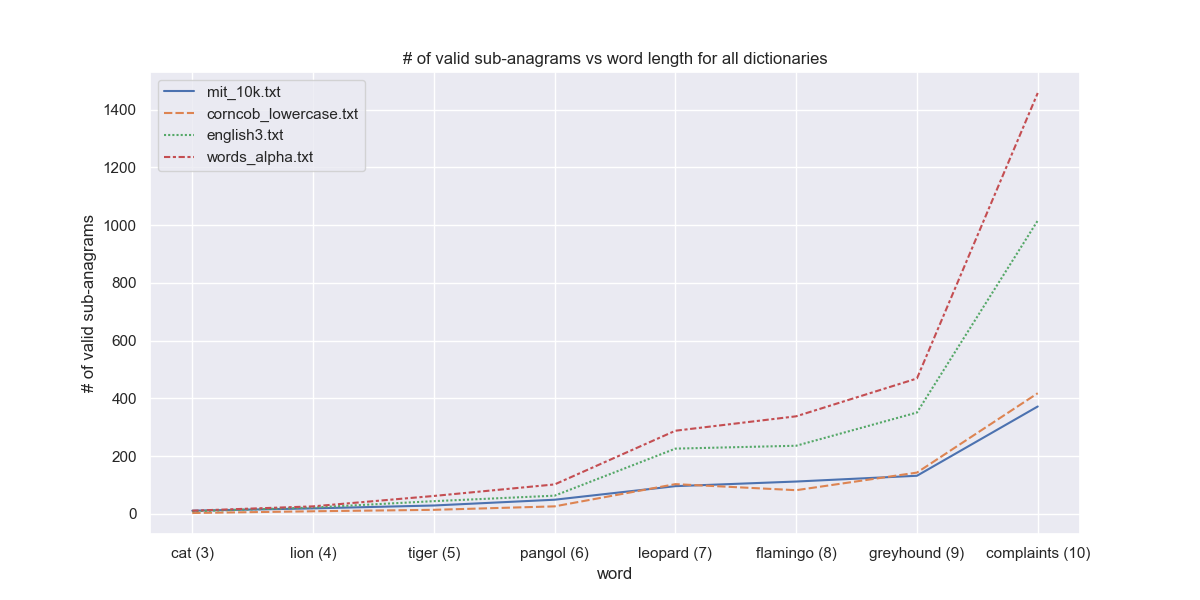 # of valid sub-anagrams vs word length for all dictionaries
mit_10k.txt
corncob_lowercase.txt
english3.txt
words_alpha.txt
# of valid sub-anagrams
1400
1200
1000
800
600
400
200
0
cat (3) lion (4) tiger (5) pangol (6) leopard (7) flamingo (8) greyhound (9) complaints (10)
word